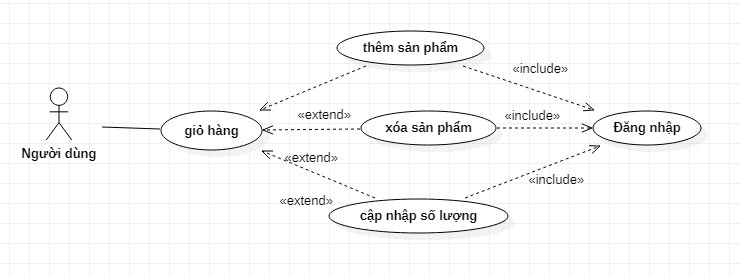 thêm sản phẩm
«include»
«extend»
«include»
giỏ hàng
xóa sản phẩm
Đăng nhập
Người dùng
«extend»
«include»
«extend»
cập nhập số lượng